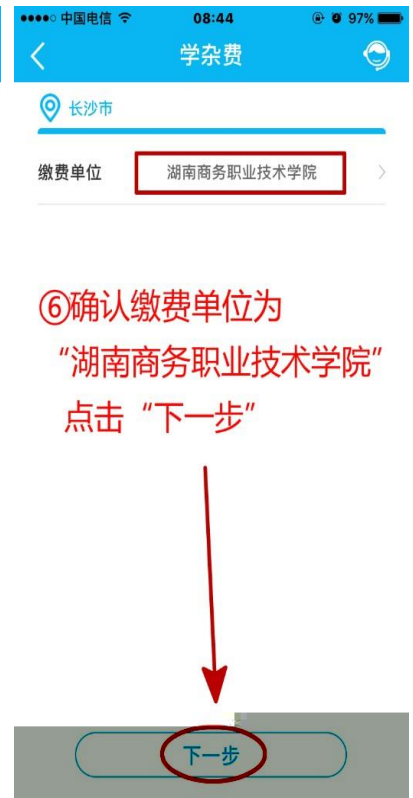 中国电信 08:44 97%
学杂费
长沙市
缴费单位 湖南商务职业技术学院
⑥确认缴费单位为
“湖南商务职业技术学院”
点击“下一步”
下一步